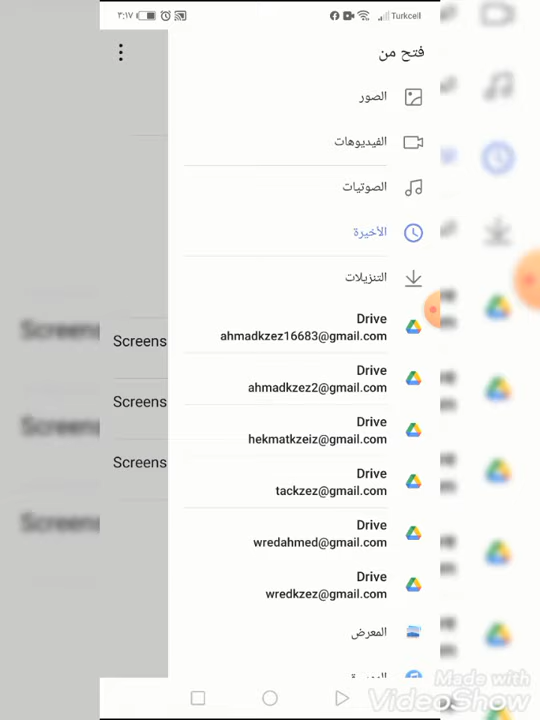 ٣:١٧
Turkcell
فتح من
الصور
الفيديوهات
الصوتيات
الأخيرة
التنزيلات
Drive
ahmadkzez16683@gmail.com
Drive
ahmadkzez2@gmail.com
Drive
hekmatkzeiz@gmail.com
Drive
tackzez@gmail.com
Drive
wredahmed@gmail.com
Drive
wredkzez@gmail.com
المعرض
Screens
Screens
Screens
Made with
VideoShow